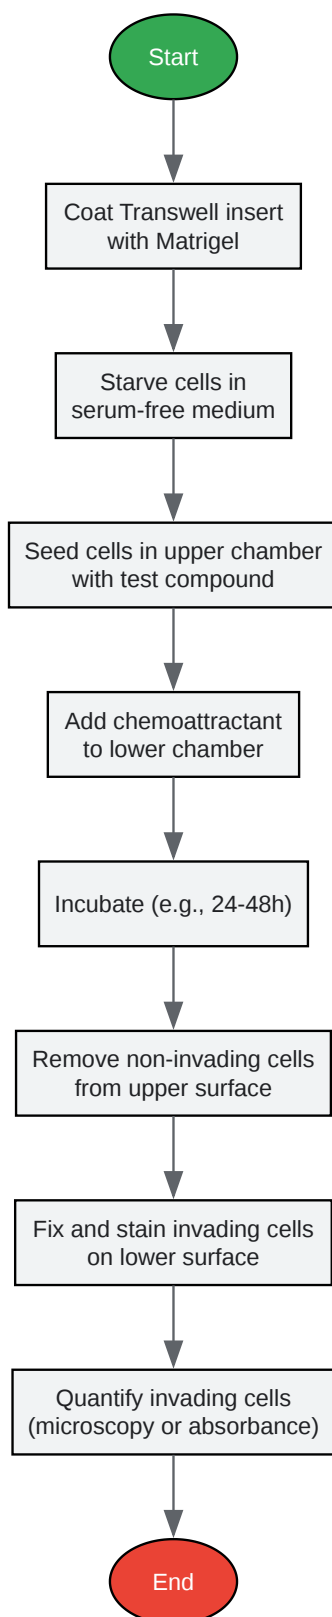 Start
Coat Transwell insert
with Matrigel
Starve cells in
serum-free medium
Seed cells in upper chamber
with test compound
Add chemoattractant
to lower chamber
Incubate (e.g., 24-48h)
Remove non-invading cells
from upper surface
Fix and stain invading cells
on lower surface
Quantify invading cells
(microscopy or absorbance)
End